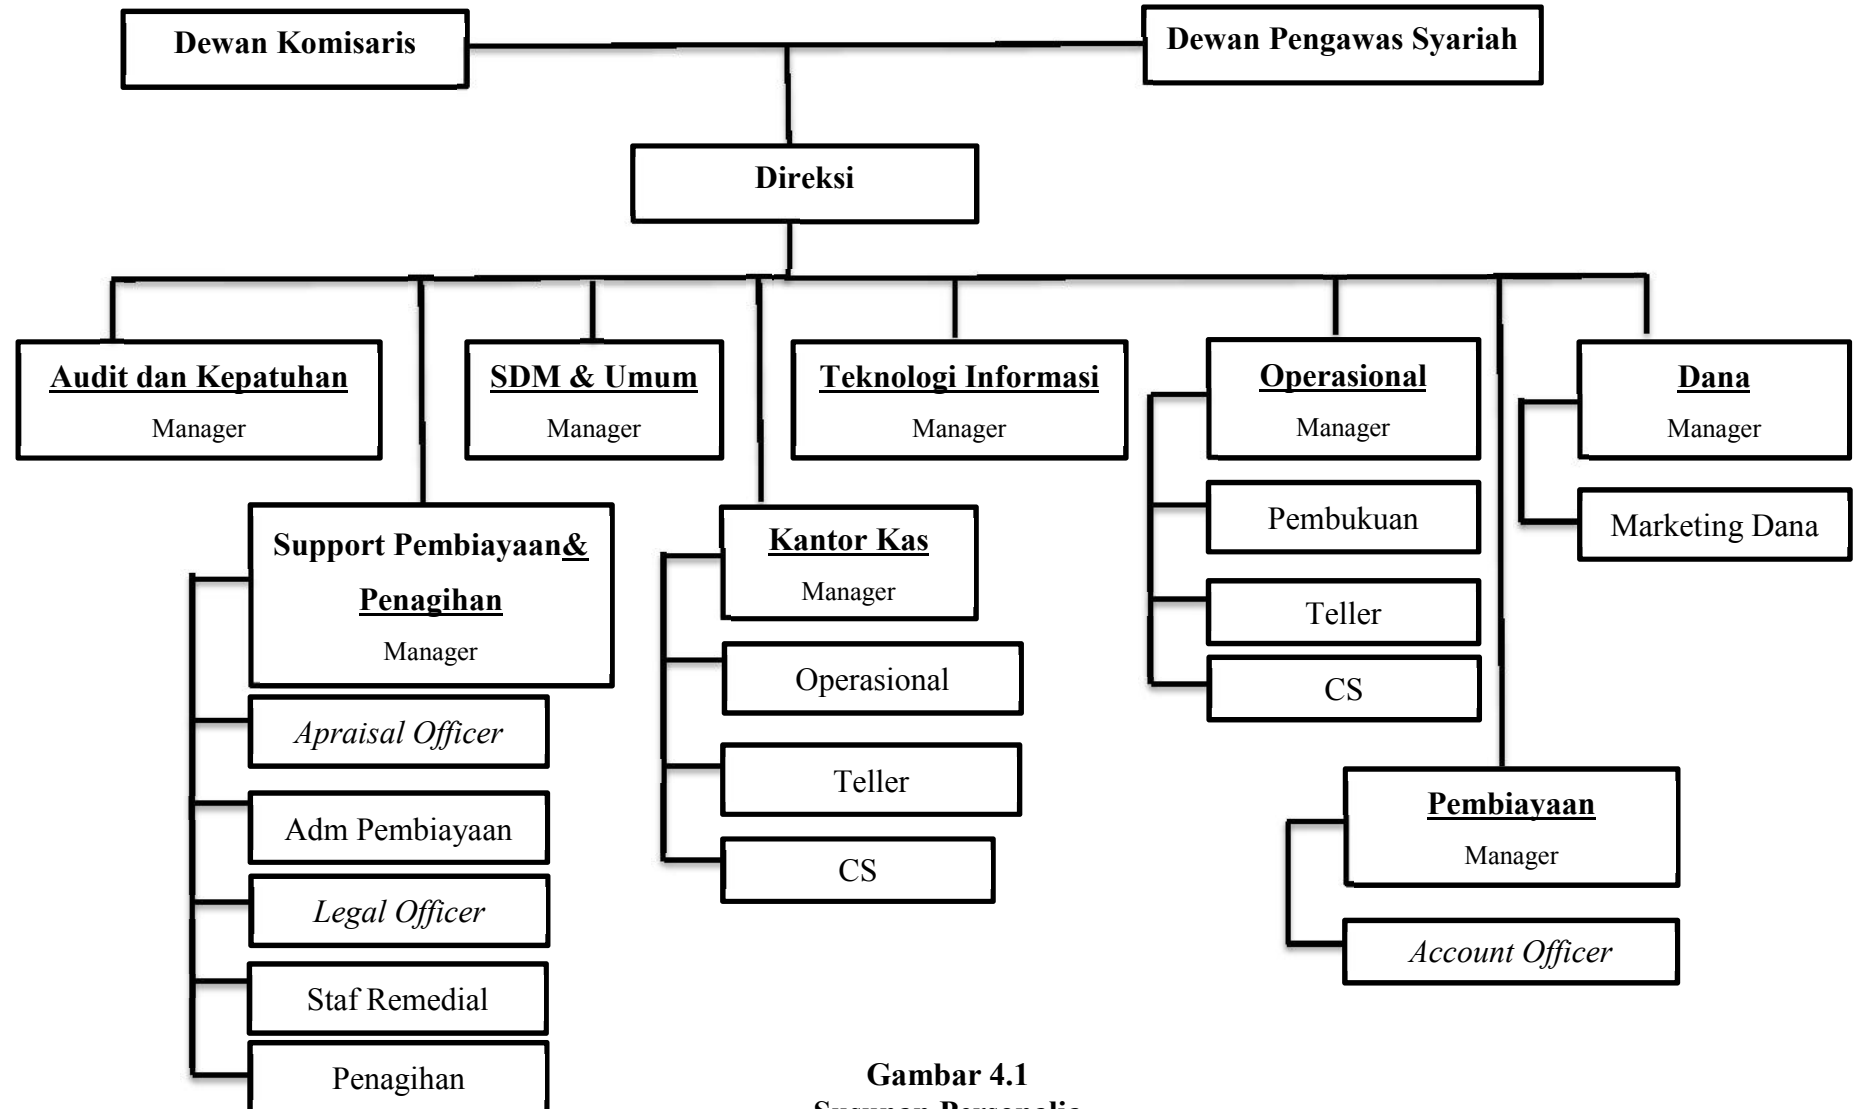 Dewan Komisaris
Dewan Pengawas Syariah
Direksi
Audit dan Kepatuhan
Manager
SDM & Umum
Manager
Teknologi Informasi
Manager
Operasional
Manager
Dana
Manager
Support Pembiayaan&
Penagihan
Manager
Apraisal Officer
Adm Pembiayaan
Legal Officer
Staf Remedial
Penagihan
Kantor Kas
Manager
Operasional
Teller
CS
Pembukuan
Teller
CS
Marketing Dana
Pembiayaan
Manager
Account Officer
Gambar 4.1
Susunan Personalia